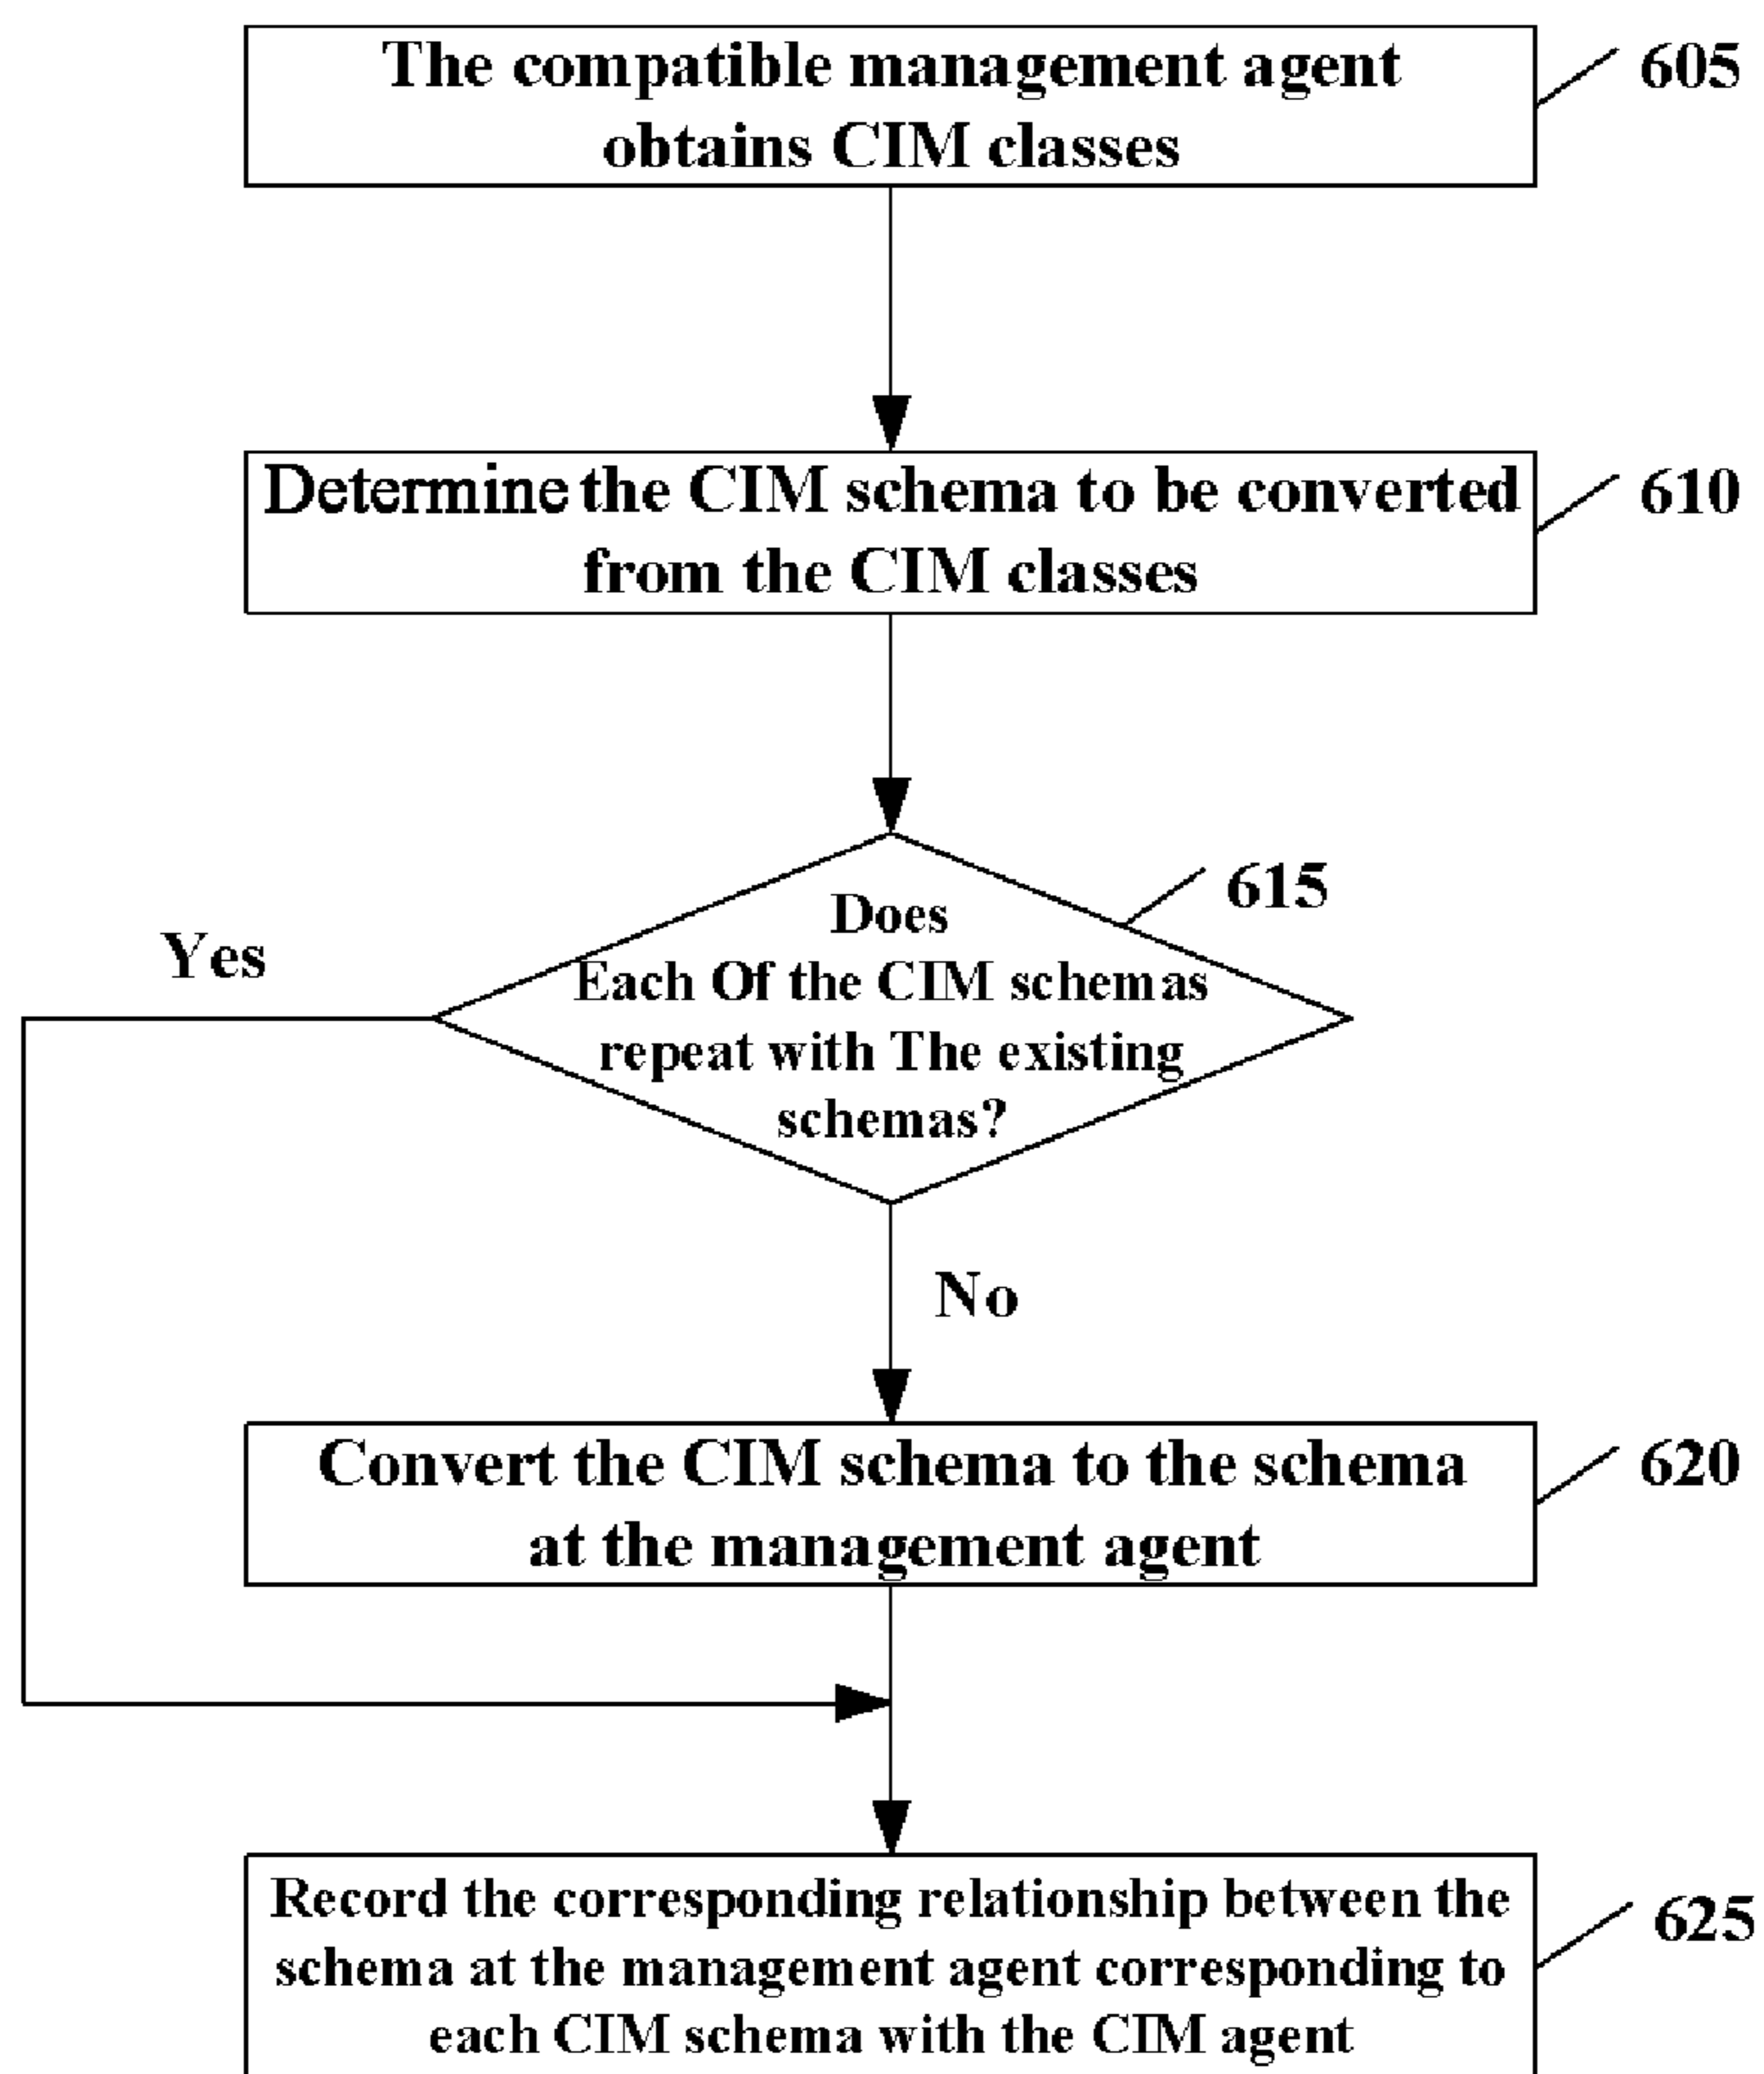 The compatible management agent
obtains CIM classes
605
Determine the CIM schema to be converted
from the CIM classes
610
Does
Each Of the CIM schemas
repeat with The existing
schemas?
615
Yes
No
Convert the CIM schema to the schema
at the management agent
620
Record the corresponding relationship between the
schema at the management agent corresponding to
each CIM schema with the CIM agent
625